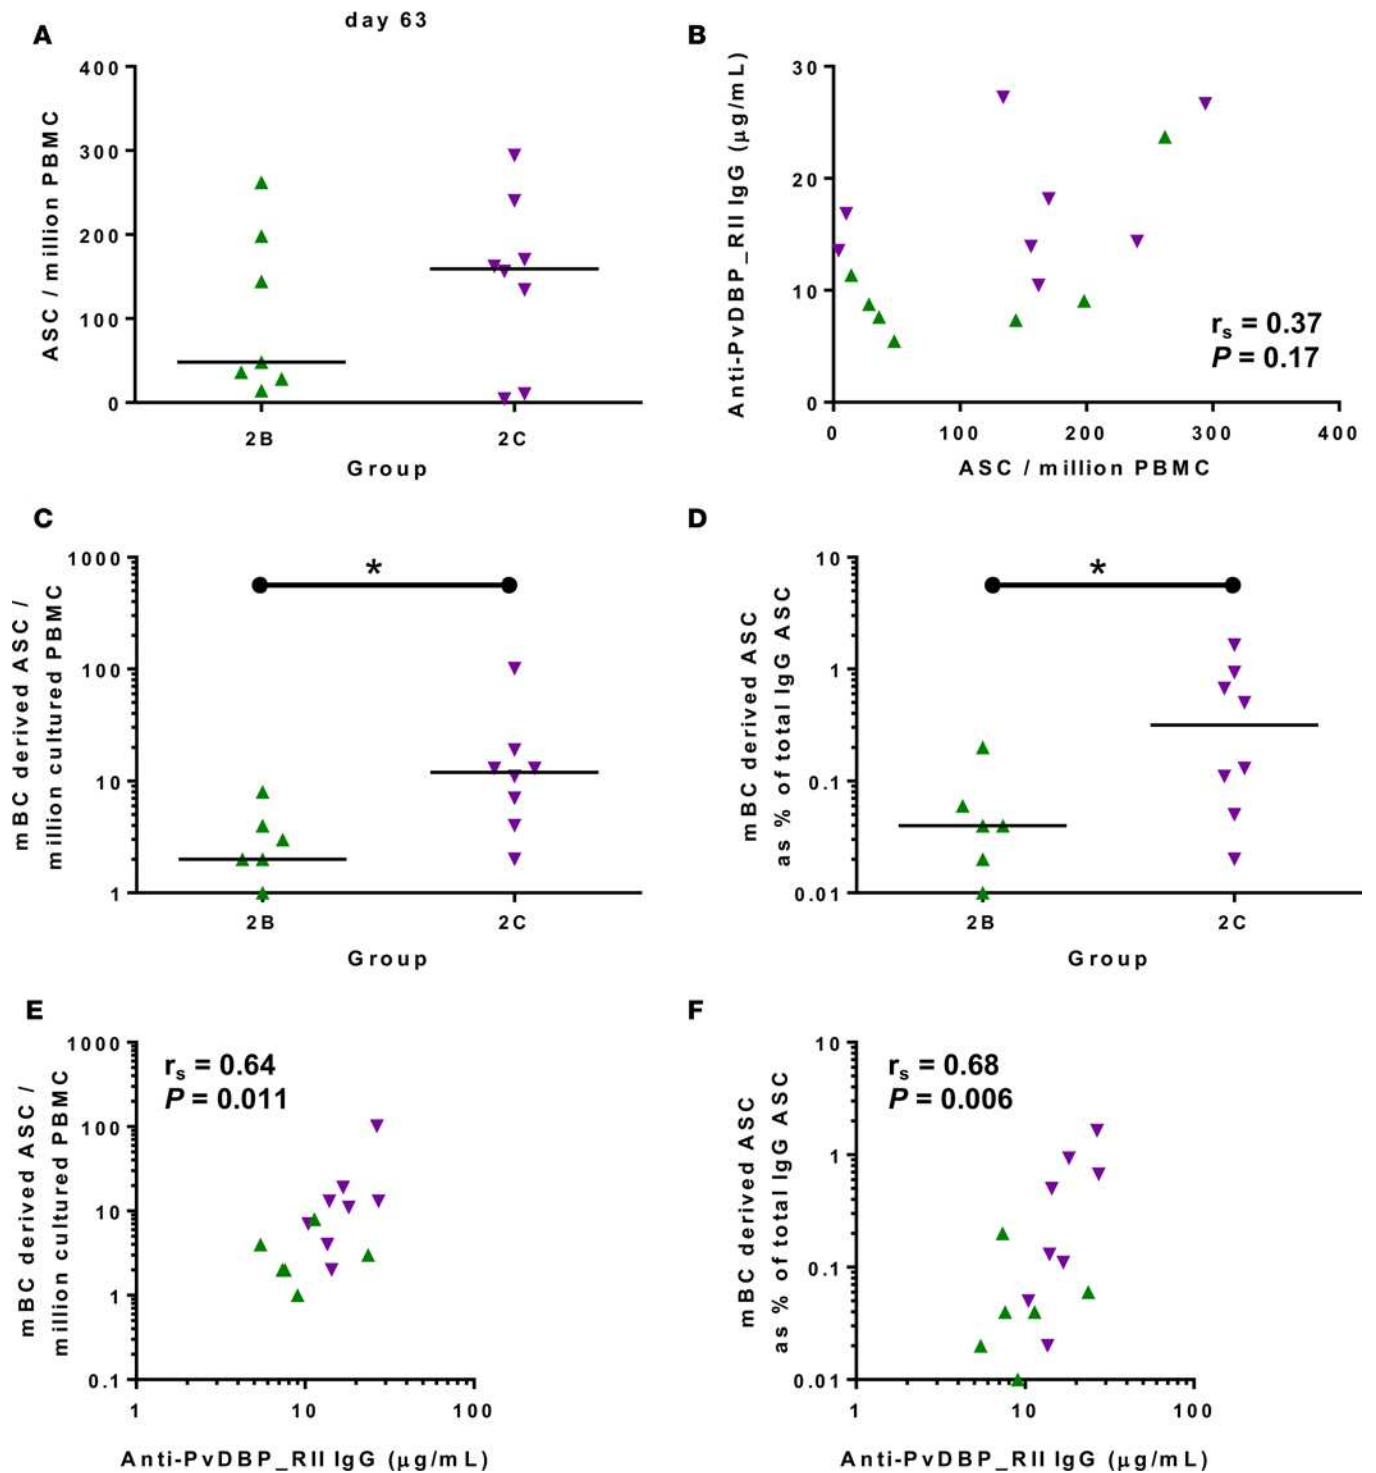 day 63
A
400
300
200
100
0
ASC / million PBMC
2B
2C
Group
B
30
20
10
0
Anti-PvDBP_RII IgG (µg/mL)
rs = 0.37
P = 0.17
0
100
200
300
400
ASC / million PBMC
C
1000
100
10
1
mBC derived ASC /
million cultured PBMC
*
2B
2C
Group
D
10
1
0.1
0.01
mBC derived ASC
as % of total IgG ASC
*
2B
2C
Group
E
1000
100
10
1
0.1
mBC derived ASC /
million cultured PBMC
rs = 0.64
P = 0.011
1
10
100
Anti-PvDBP_RII IgG (µg/mL)
F
10
1
0.1
0.01
mBC derived ASC
as % of total IgG ASC
rs = 0.68
P = 0.006
1
10
100
Anti-PvDBP_RII IgG (µg/mL)